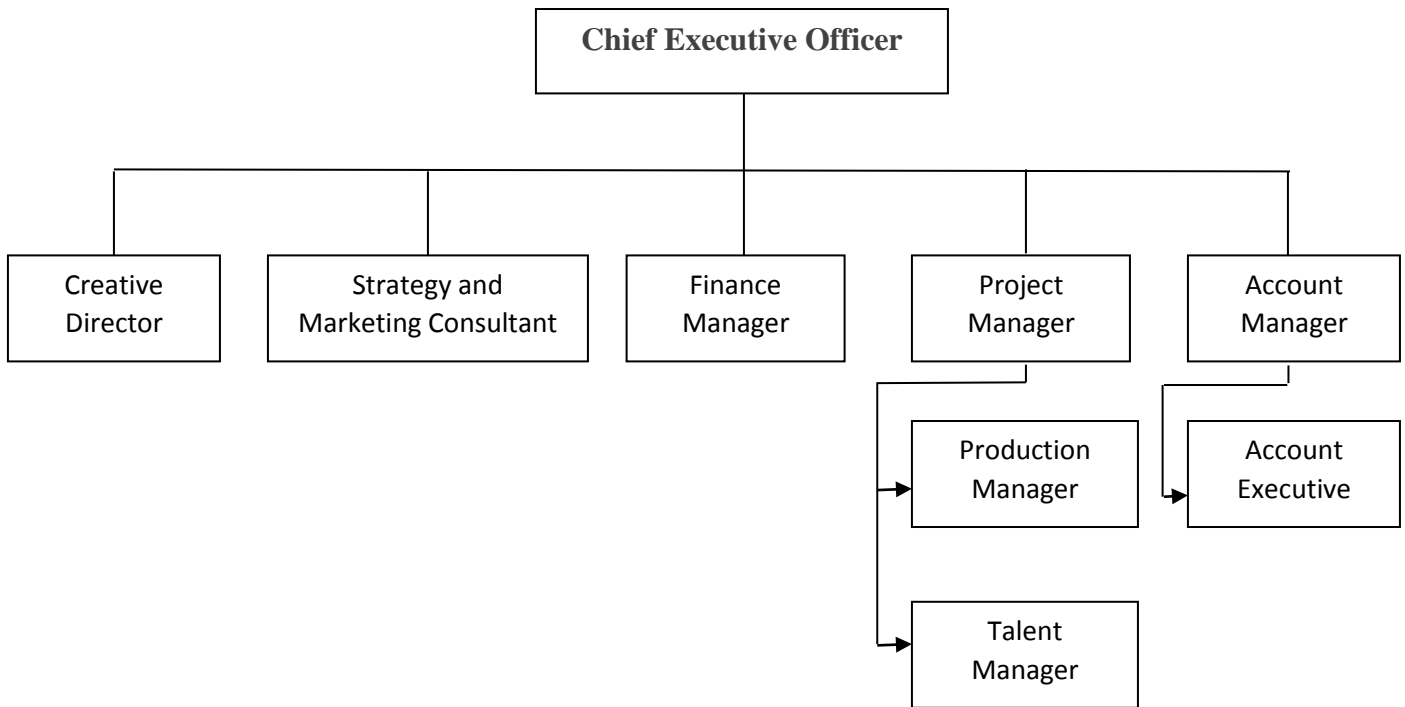 Chief Executive Officer
Creative
Director
Strategy and
Marketing Consultant
Finance
Manager
Project
Manager
Account
Manager
Production
Manager
Account
Executive
Talent
Manager